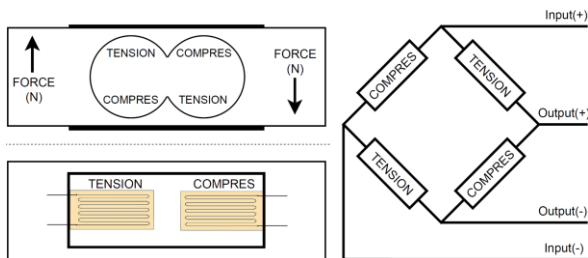 FORCE
(N)
TENSION
COMPRES
COMPRES
TENSION
FORCE
(N)
TENSION
COMPRES
Input(+)
COMPRES
TENSION
Output(+)
TENSION
COMPRES
Output(-)
Input(-)